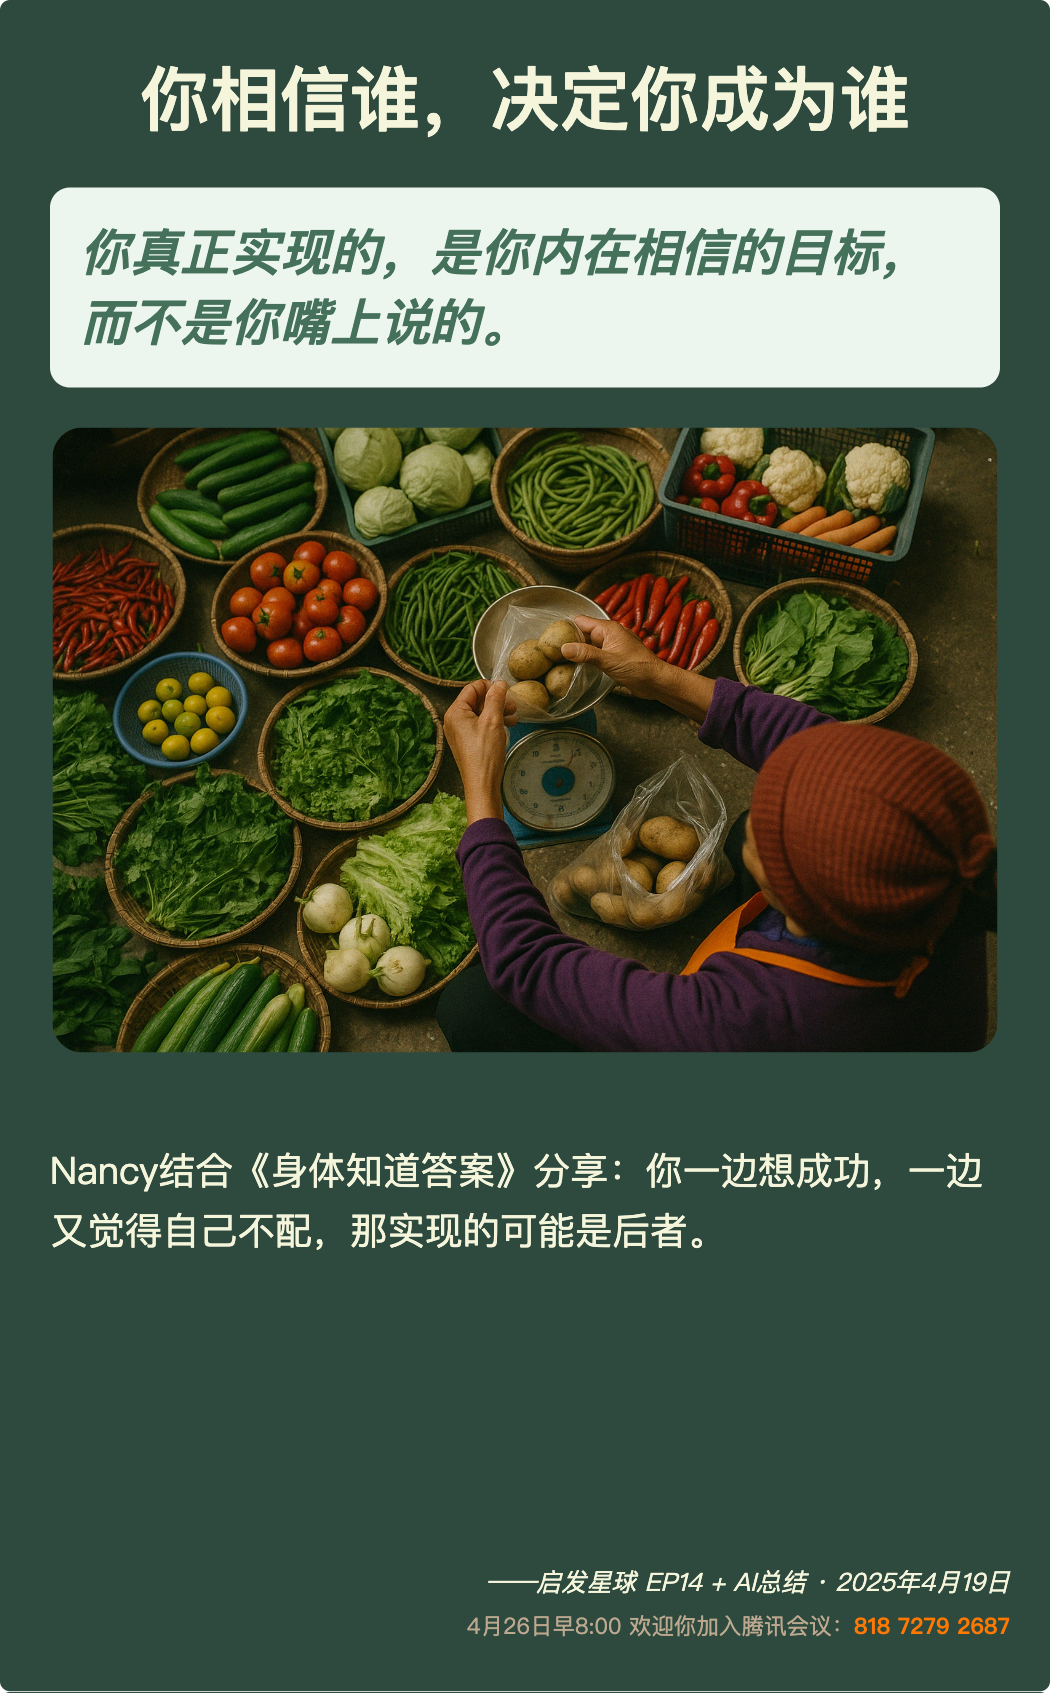 你相信谁，决定你成为谁
你真正实现的，是你内在相信的目标，
而不是你嘴上说的。
Nancy结合《身体知道答案》分享：你一边想成功，一边
又觉得自己不配，那实现的可能是后者。
——启发星球 EP14 + AI总结 · 2025年4月19日
4月26日早8:00 欢迎你加入腾讯会议：818 7279 2687